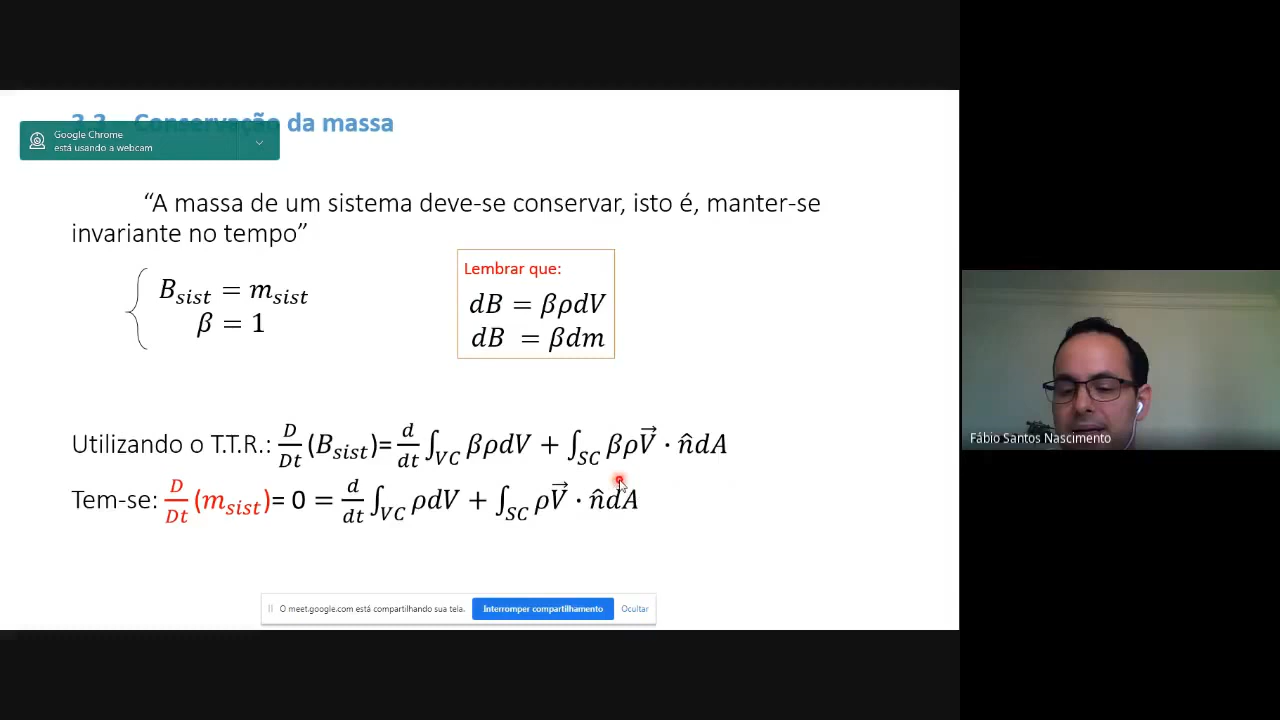 Conservação da massa
Google Chrome
está usando a webcam
“A massa de um sistema deve-se conservar, isto é, manter-se
invariante no tempo”
B_sist = m_sist
β = 1
Lembrar que:
dB = βρdV
dB = βdm
Utilizando o T.T.R.: D/Dt (B_sist)= d/dt ∫_VC βρdV + ∫_SC βρV⃗ · n̂dA
Tem-se: D/Dt (m_sist)= 0 = d/dt ∫_VC ρdV + ∫_SC ρV⃗ · n̂dA
O meet.google.com está compartilhando sua tela.
Interromper compartilhamento
Ocultar
Fábio Santos Nascimento